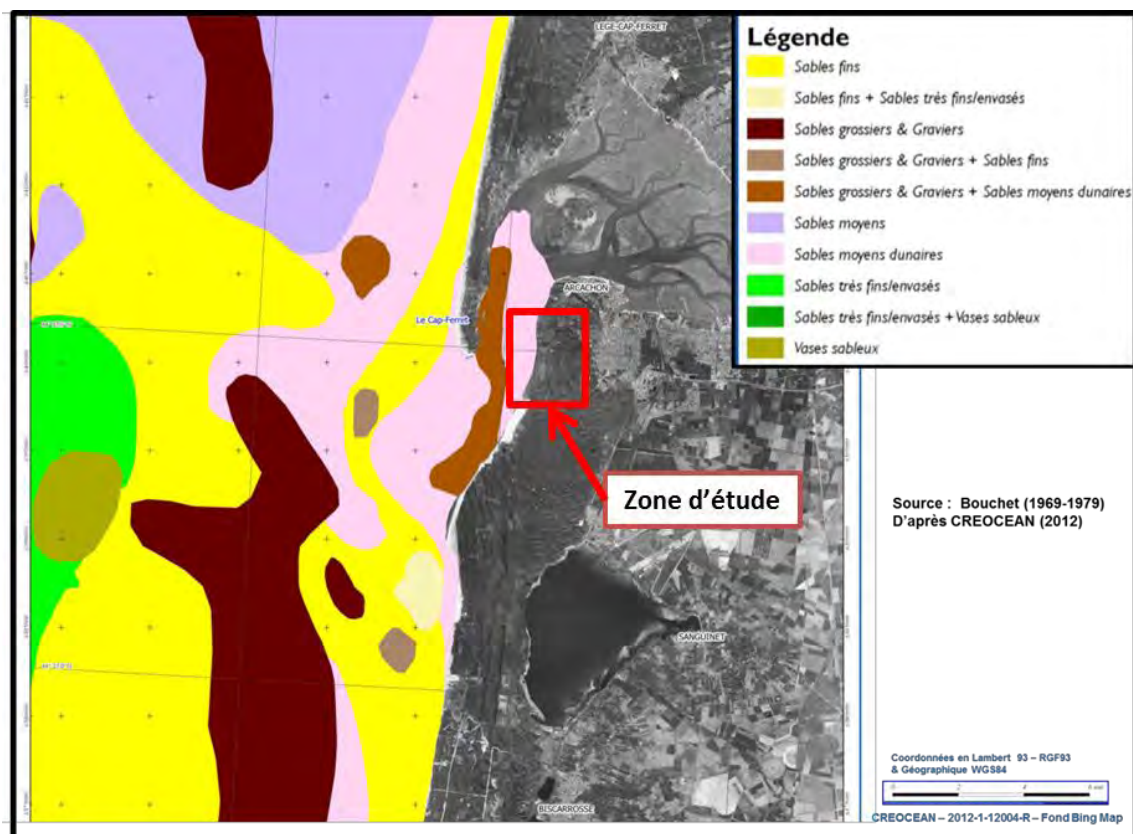 LEGE-CAP-FERRET
Légende
Sables fins
Sables fins + Sables très fins/envasés
Sables grossiers & Graviers
Sables grossiers & Graviers + Sables fins
Sables grossiers & Graviers + Sables moyens dunaires
Sables moyens
Sables moyens dunaires
Sables très fins/envasés
Sables très fins/envasés + Vases sableux
Vases sableux
ARCACHON
Le Cap-Ferret
Zone d'étude
Source : Bouchet (1969-1979)
D'après CREOCEAN (2012)
SANGUINET
BISCARROSSE
Coordonnées en Lambert 93 – RGF93
& Géographique WGS84
0 2 4
CREOCEAN – 2012-1-12004-R – Fond Bing Map